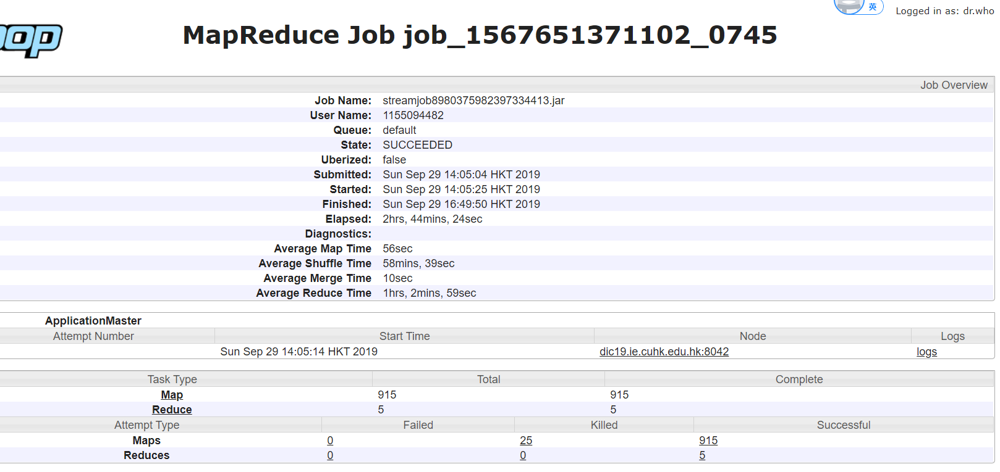 英
Logged in as: dr.who
oop
MapReduce Job job_1567651371102_0745
Job Overview
Job Name: streamjob8980375982397334413.jar
User Name: 1155094482
Queue: default
State: SUCCEEDED
Uberized: false
Submitted: Sun Sep 29 14:05:04 HKT 2019
Started: Sun Sep 29 14:05:25 HKT 2019
Finished: Sun Sep 29 16:49:50 HKT 2019
Elapsed: 2hrs, 44mins, 24sec
Diagnostics:
Average Map Time 56sec
Average Shuffle Time 58mins, 39sec
Average Merge Time 10sec
Average Reduce Time 1hrs, 2mins, 59sec
ApplicationMaster
Attempt Number Start Time Node Logs
Sun Sep 29 14:05:14 HKT 2019 dic19.ie.cuhk.edu.hk:8042 logs
Task Type Total Complete
Map 915 915
Reduce 5 5
Attempt Type Failed Killed Successful
Maps 0 25 915
Reduces 0 0 5